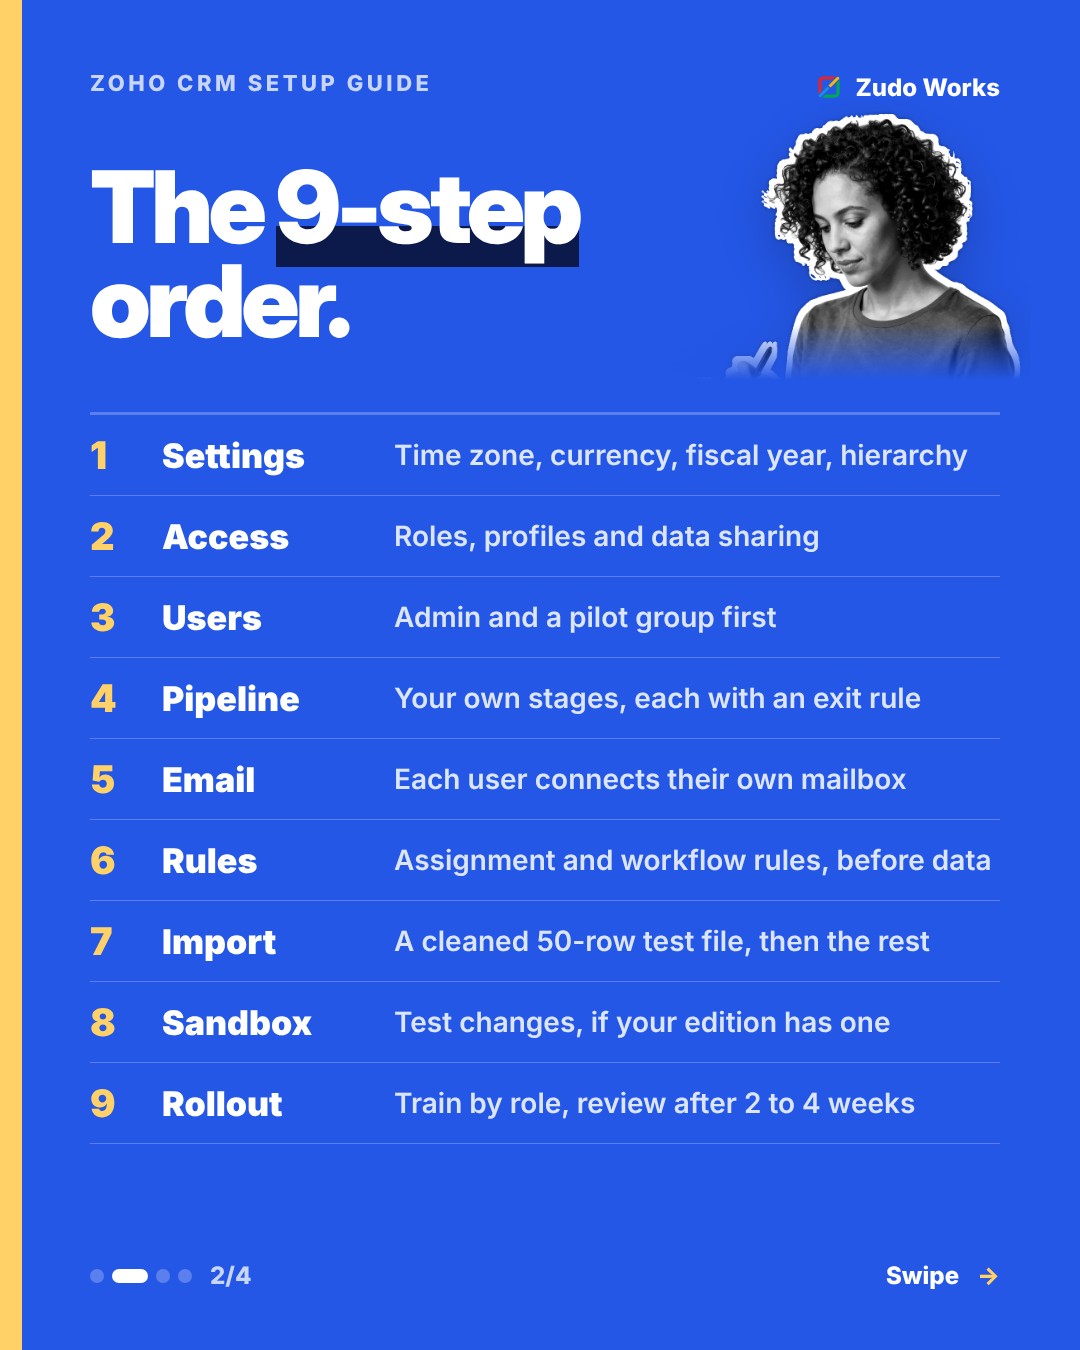 ZOHO CRM SETUP GUIDE
Zudo Works
The 9-step
order.
1 Settings Time zone, currency, fiscal year, hierarchy
2 Access Roles, profiles and data sharing
3 Users Admin and a pilot group first
4 Pipeline Your own stages, each with an exit rule
5 Email Each user connects their own mailbox
6 Rules Assignment and workflow rules, before data
7 Import A cleaned 50-row test file, then the rest
8 Sandbox Test changes, if your edition has one
9 Rollout Train by role, review after 2 to 4 weeks
2/4
Swipe →